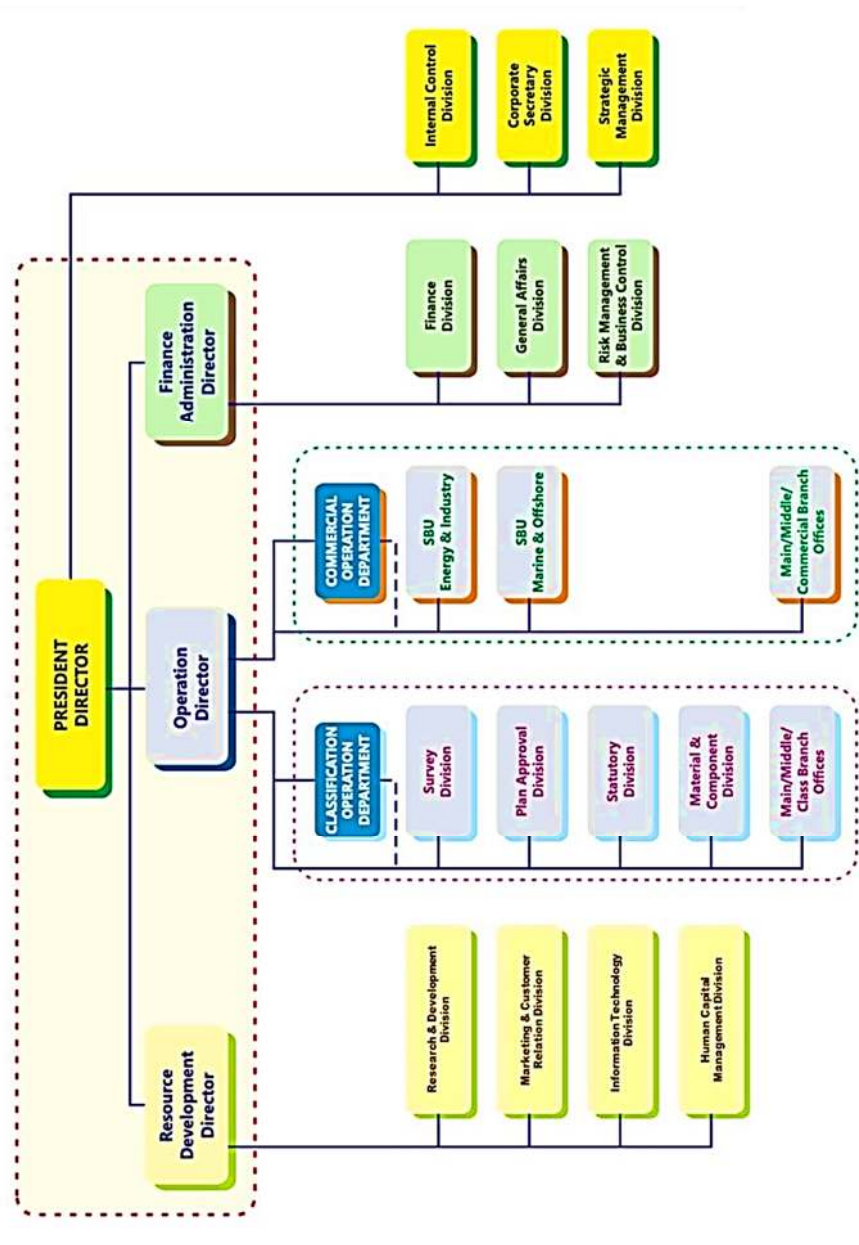 PRESIDENT
DIRECTOR
Resource
Development
Director
Operation
Director
Finance
Administration
Director
CLASSIFICATION
OPERATION
DEPARTMENT
COMMERCIAL
OPERATION
DEPARTMENT
Research & Development
Division
Marketing & Customer
Relation Division
Information Technology
Division
Human Capital
Management Division
Survey
Division
Plan Approval
Division
Statutory
Division
Material &
Component
Division
Main/Middle/
Class Branch
Offices
SBU
Energy & Industry
SBU
Marine & Offshore
Main/Middle/
Commercial Branch
Offices
Finance
Division
General Affairs
Division
Risk Management
& Business Control
Division
Internal Control
Division
Corporate
Secretary
Division
Strategic
Management
Division